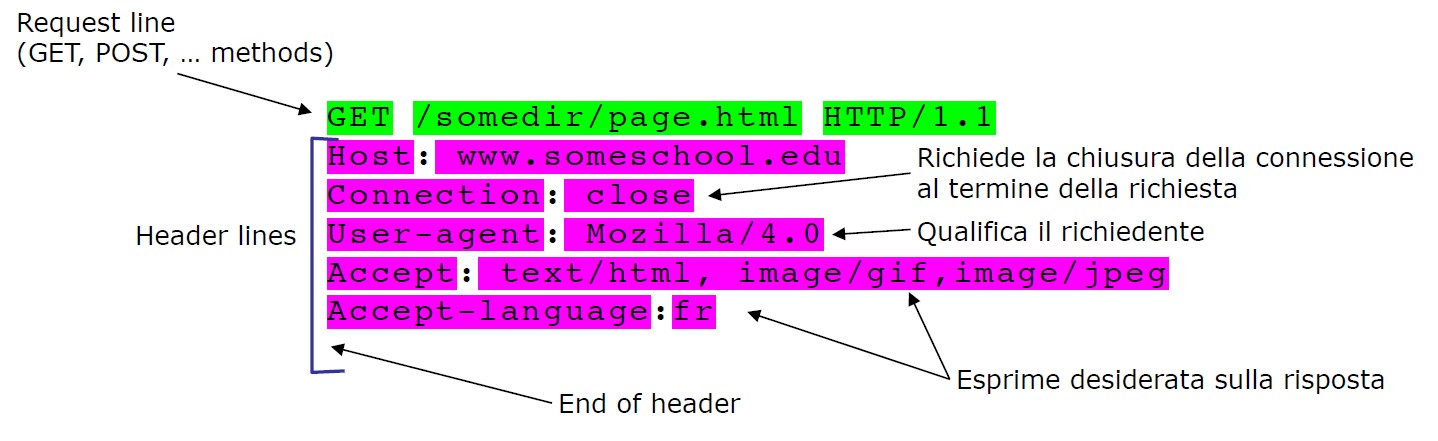 Request line
(GET, POST, … methods)
GET /somedir/page.html HTTP/1.1
Host: www.someschool.edu
Connection: close
User-agent: Mozilla/4.0
Accept: text/html, image/gif,image/jpeg
Accept-language:fr
Header lines
Richiede la chiusura della connessione
al termine della richiesta
Qualifica il richiedente
Esprime desiderata sulla risposta
End of header